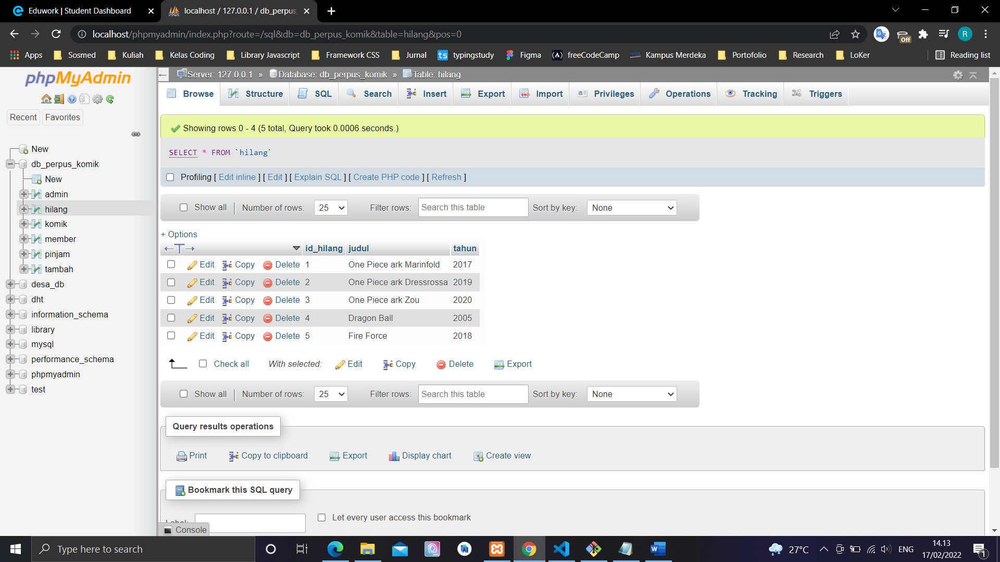 Eduwork | Student Dashboard
localhost / 127.0.0.1 / db_perpus_
localhost/phpmyadmin/index.php?route=/sql&db=db_perpus_komik&table=hilang&pos=0
Off
R
Apps Sosmed Kuliah Kelas Coding Library Javascript Framework CSS Jurnal ts typingstudy Figma freeCodeCamp Kampus Merdeka Portofolio Research LoKer Reading list
phpMyAdmin
Recent Favorites
New
db_perpus_komik
New
admin
hilang
komik
member
pinjam
tambah
desa_db
dht
information_schema
library
mysql
performance_schema
phpmyadmin
test
Server: 127.0.0.1 » Database: db_perpus_komik » Table: hilang
Browse Structure SQL Search Insert Export Import Privileges Operations Tracking Triggers
Showing rows 0 - 4 (5 total, Query took 0.0006 seconds.)
SELECT * FROM `hilang`
Profiling [ Edit inline ] [ Edit ] [ Explain SQL ] [ Create PHP code ] [ Refresh ]
Show all | Number of rows: 25 Filter rows: Search this table Sort by key: None
+ Options
←T→ id_hilang judul tahun
Edit Copy Delete 1 One Piece ark Marinfold 2017
Edit Copy Delete 2 One Piece ark Dressrossa 2019
Edit Copy Delete 3 One Piece ark Zou 2020
Edit Copy Delete 4 Dragon Ball 2005
Edit Copy Delete 5 Fire Force 2018
Check all With selected: Edit Copy Delete Export
Show all | Number of rows: 25 Filter rows: Search this table Sort by key: None
Query results operations
Print Copy to clipboard Export Display chart Create view
Bookmark this SQL query
Label: Let every user access this bookmark
Console
Type here to search
27°C ENG
14.13
17/02/2022
1